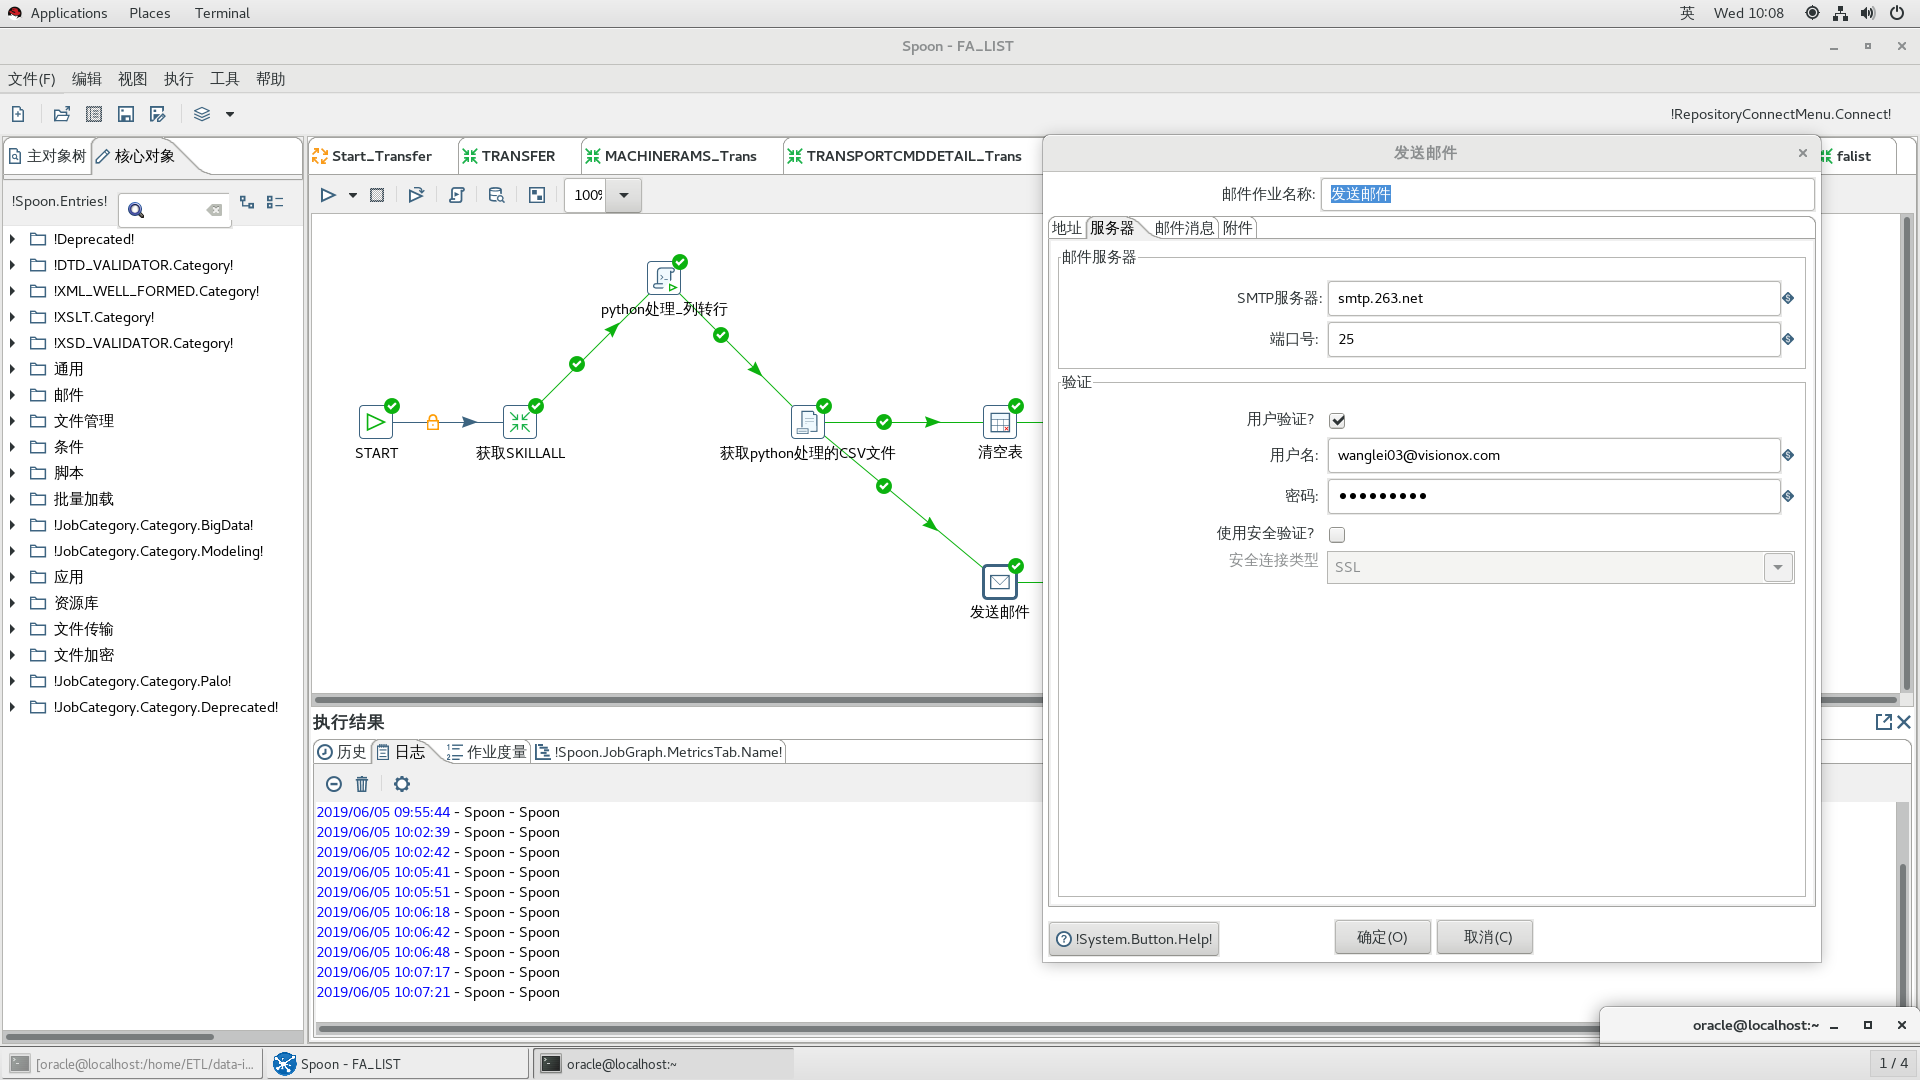 Applications Places Terminal 英 Wed 10:08
Spoon - FA_LIST
文件(F) 编辑 视图 执行 工具 帮助
!RepositoryConnectMenu.Connect!
主对象树 核心对象
Start_Transfer TRANSFER MACHINERAMS_Trans TRANSPORTCMDDETAIL_Trans falist
!Spoon.Entries!
100%
!Deprecated!
!DTD_VALIDATOR.Category!
!XML_WELL_FORMED.Category!
!XSLT.Category!
!XSD_VALIDATOR.Category!
通用
邮件
文件管理
条件
脚本
批量加载
!JobCategory.Category.BigData!
!JobCategory.Category.Modeling!
应用
资源库
文件传输
文件加密
!JobCategory.Category.Palo!
!JobCategory.Category.Deprecated!
python处理_列转行
START
获取SKILLALL
获取python处理的CSV文件
清空表
发送邮件
执行结果
历史 日志 作业度量 !Spoon.JobGraph.MetricsTab.Name!
2019/06/05 09:55:44 - Spoon - Spoon
2019/06/05 10:02:39 - Spoon - Spoon
2019/06/05 10:02:42 - Spoon - Spoon
2019/06/05 10:05:41 - Spoon - Spoon
2019/06/05 10:05:51 - Spoon - Spoon
2019/06/05 10:06:18 - Spoon - Spoon
2019/06/05 10:06:42 - Spoon - Spoon
2019/06/05 10:06:48 - Spoon - Spoon
2019/06/05 10:07:17 - Spoon - Spoon
2019/06/05 10:07:21 - Spoon - Spoon
发送邮件
邮件作业名称: 发送邮件
地址 服务器 邮件消息 附件
邮件服务器
SMTP服务器: smtp.263.net
端口号: 25
验证
用户验证?
用户名: wanglei03@visionox.com
密码: ●●●●●●●●●
使用安全验证?
安全连接类型 SSL
!System.Button.Help! 确定(O) 取消(C)
oracle@localhost:~
[oracle@localhost:/home/ETL/data-i... Spoon - FA_LIST oracle@localhost:~ 1 / 4